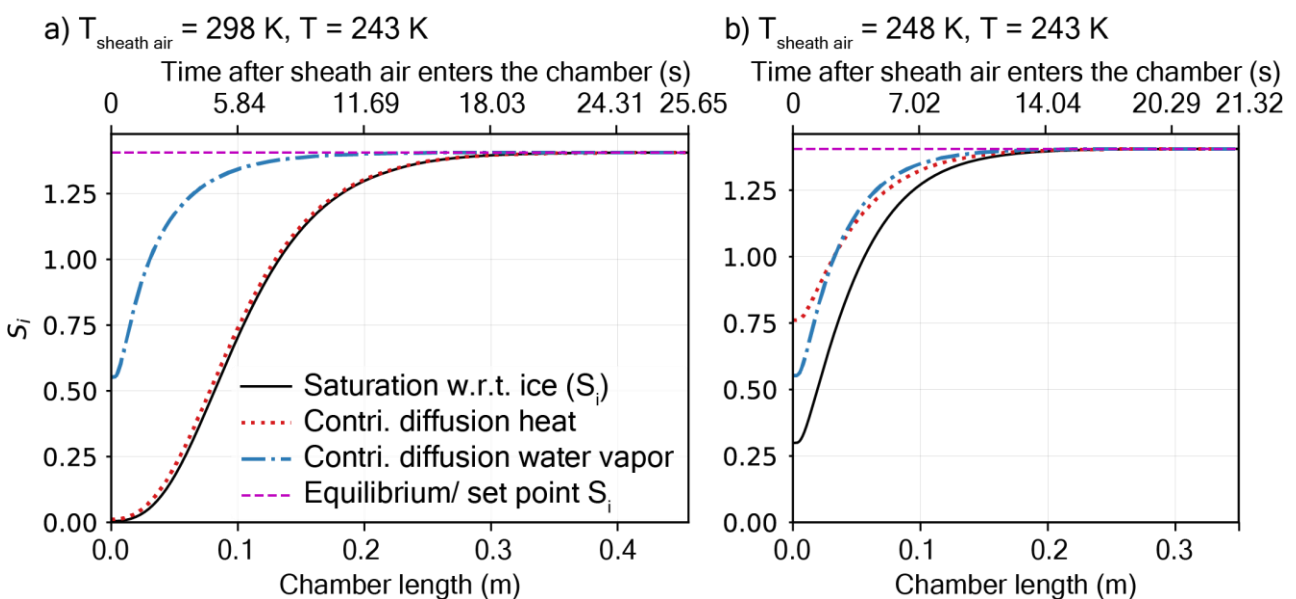 a) T sheath air = 298 K, T = 243 K
Time after sheath air enters the chamber (s)
0 5.84 11.69 18.03 24.31 25.65
1.25
1.00
0.75
0.50
0.25
0.00
S_i
Saturation w.r.t. ice (S_i)
Contri. diffusion heat
Contri. diffusion water vapor
Equilibrium/ set point S_i
0.0 0.1 0.2 0.3 0.4
Chamber length (m)
b) T sheath air = 248 K, T = 243 K
Time after sheath air enters the chamber (s)
0 7.02 14.04 20.29 21.32
1.25
1.00
0.75
0.50
0.25
0.00
0.0 0.1 0.2 0.3
Chamber length (m)